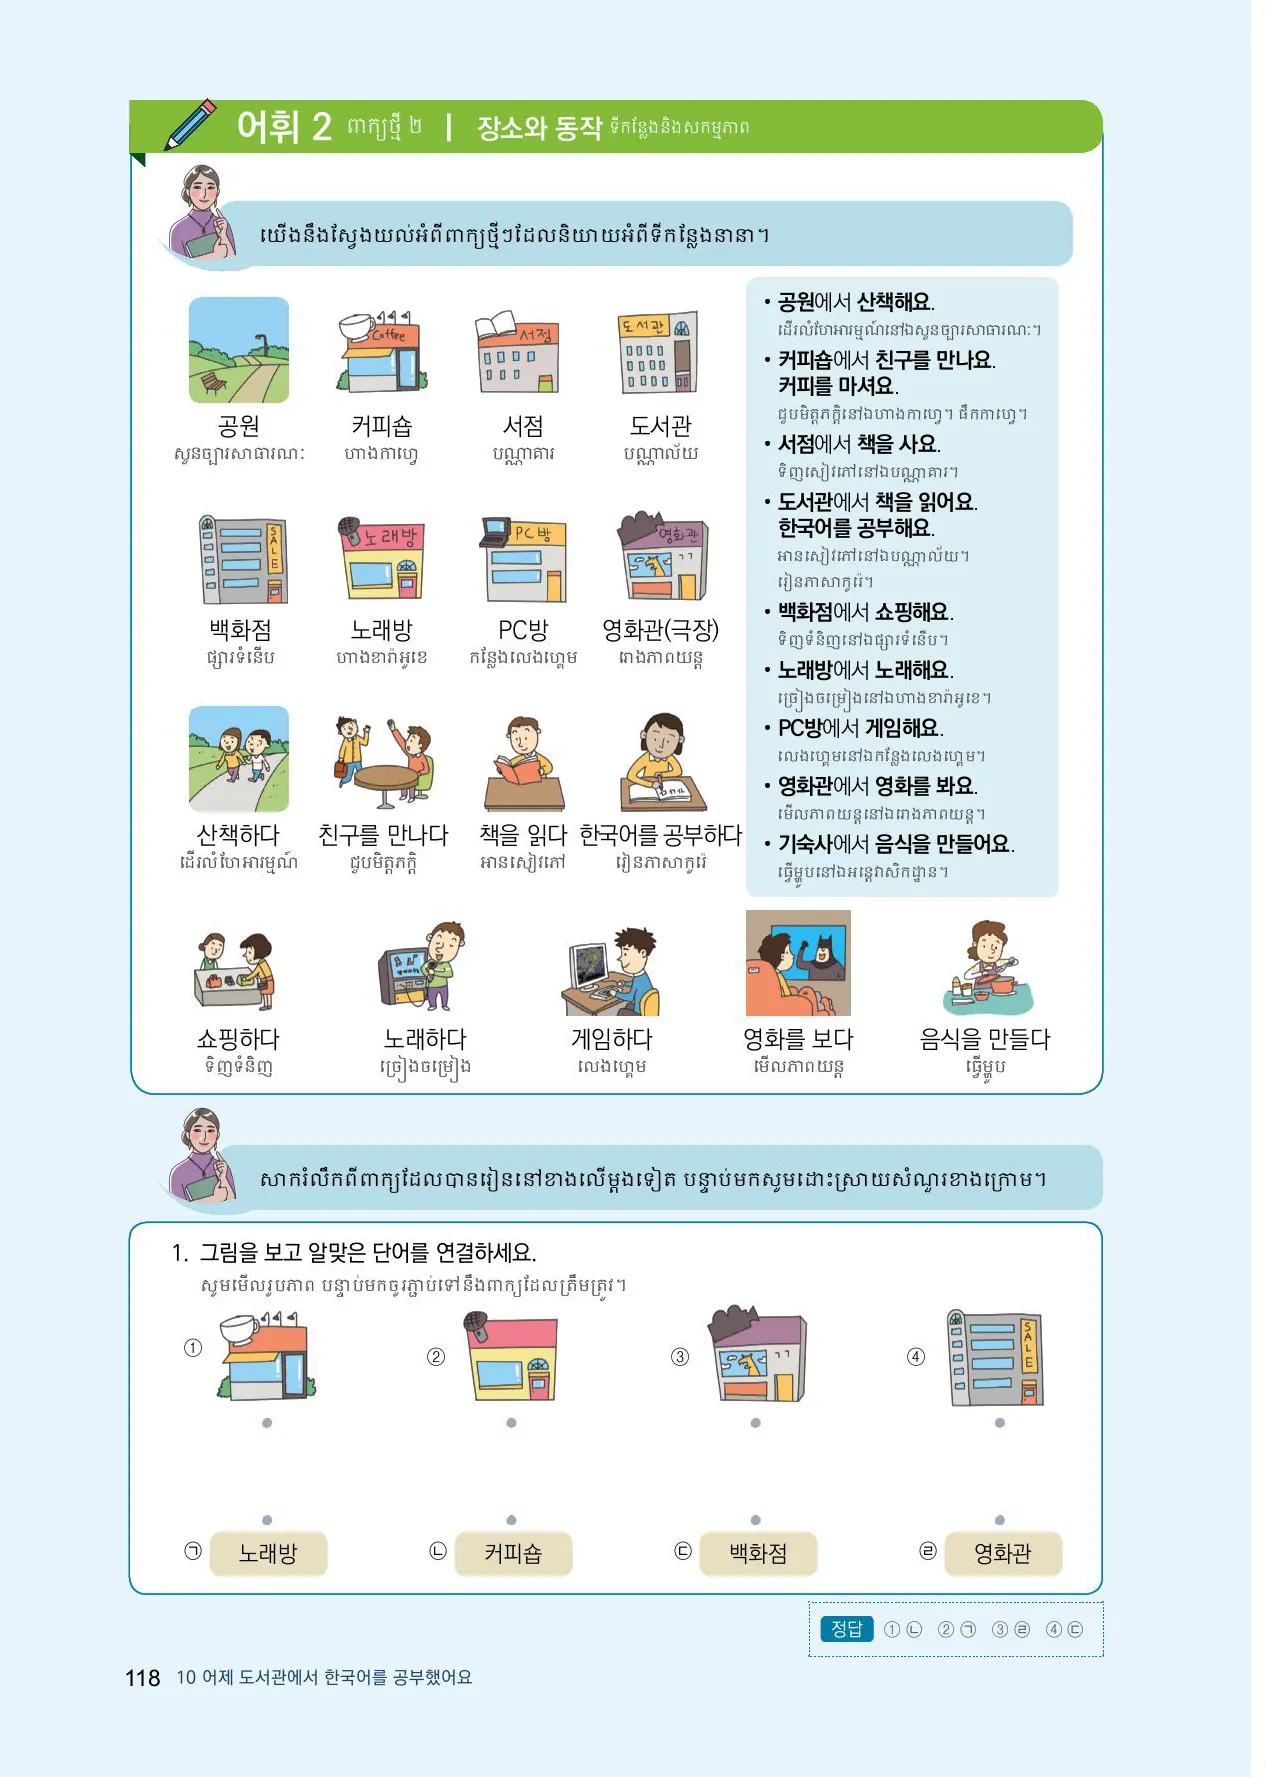 어휘 2 ពាក្យថ្មី ២ | 장소와 동작 ទីកន្លែងនិងសកម្មភាព
យើងនឹងស្វែងយល់អំពីពាក្យថ្មីៗដែលនិយាយអំពីទីកន្លែងនានា។
Coffee
서점
도서관
공원 커피숍 서점 도서관
សួនច្បារសាធារណៈ ហាងកាហ្វេ បណ្ណាគារ បណ្ណាល័យ
SALE
노래방
PC방
영화관
백화점 노래방 PC방 영화관(극장)
ផ្សារទំនើប ហាងខារ៉ាអូខេ កន្លែងលេងហ្គេម រោងភាពយន្ត
산책하다 친구를 만나다 책을 읽다 한국어를 공부하다
ដើរលំហែអារម្មណ៍ ជួបមិត្តភក្តិ អានសៀវភៅ រៀនភាសាកូរ៉េ
• 공원에서 산책해요.
ដើរលំហែអារម្មណ៍នៅឯសួនច្បារសាធារណៈ។
• 커피숍에서 친구를 만나요.
커피를 마셔요.
ជួបមិត្តភក្តិនៅឯហាងកាហ្វេ។ ផឹកកាហ្វេ។
• 서점에서 책을 사요.
ទិញសៀវភៅនៅឯបណ្ណាគារ។
• 도서관에서 책을 읽어요.
한국어를 공부해요.
អានសៀវភៅនៅឯបណ្ណាល័យ។
រៀនភាសាកូរ៉េ។
• 백화점에서 쇼핑해요.
ទិញទំនិញនៅឯផ្សារទំនើប។
• 노래방에서 노래해요.
ច្រៀងចម្រៀងនៅឯហាងខារ៉ាអូខេ។
• PC방에서 게임해요.
លេងហ្គេមនៅឯកន្លែងលេងហ្គេម។
• 영화관에서 영화를 봐요.
មើលភាពយន្តនៅឯរោងភាពយន្ត។
• 기숙사에서 음식을 만들어요.
ធ្វើម្ហូបនៅឯអន្តេវាសិកដ្ឋាន។
쇼핑하다 노래하다 게임하다 영화를 보다 음식을 만들다
ទិញទំនិញ ច្រៀងចម្រៀង លេងហ្គេម មើលភាពយន្ត ធ្វើម្ហូប
សាករំលឹកពីពាក្យដែលបានរៀននៅខាងលើម្តងទៀត បន្ទាប់មកសូមដោះស្រាយសំណួរខាងក្រោម។
1. 그림을 보고 알맞은 단어를 연결하세요.
សូមមើលរូបភាព បន្ទាប់មកចូរភ្ជាប់ទៅនឹងពាក្យដែលត្រឹមត្រូវ។
① ② ③ ④
SALE
㉠ 노래방 ㉡ 커피숍 ㉢ 백화점 ㉣ 영화관
정답 ①㉡ ②㉠ ③㉣ ④㉢
118 10 어제 도서관에서 한국어를 공부했어요